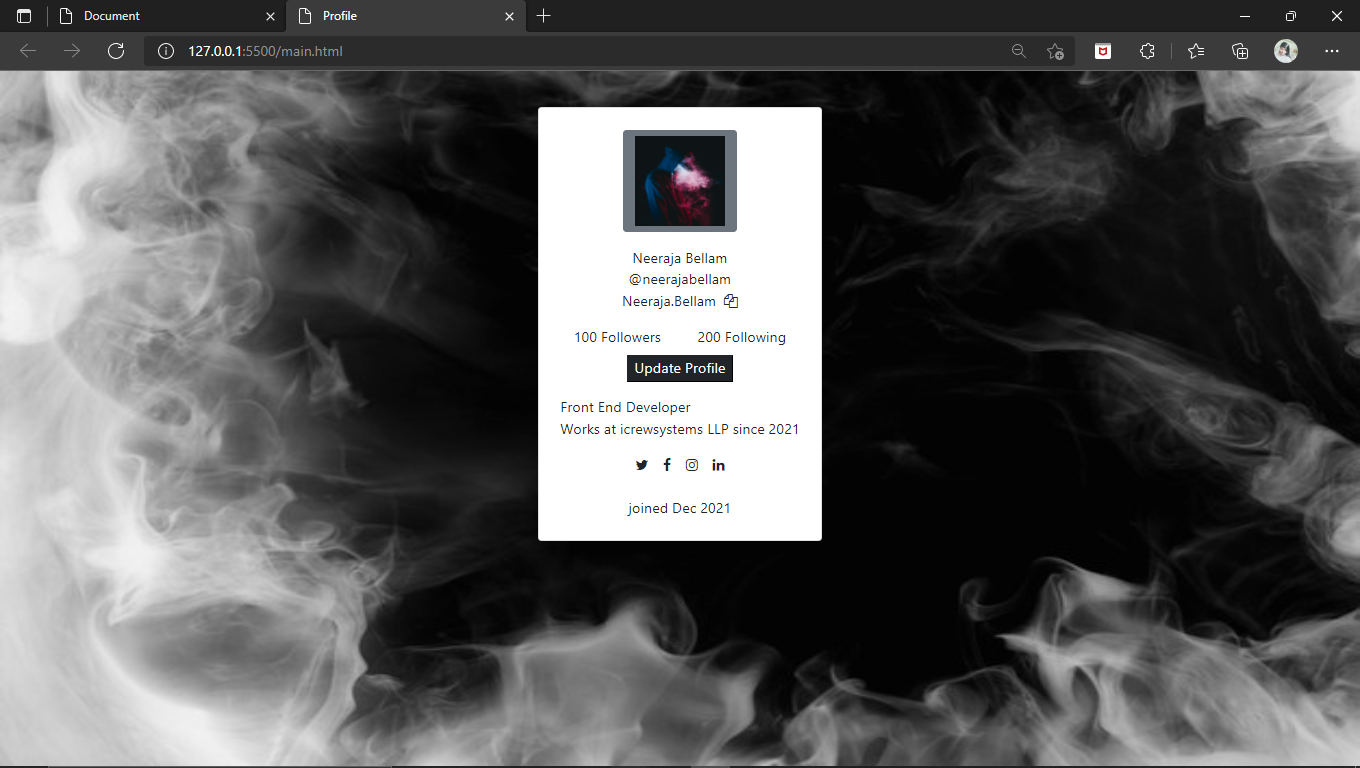 Document
Profile
127.0.0.1:5500/main.html
Neeraja Bellam
@neerajabellam
Neeraja.Bellam
100 Followers 200 Following
Update Profile
Front End Developer
Works at icrewsystems LLP since 2021
joined Dec 2021